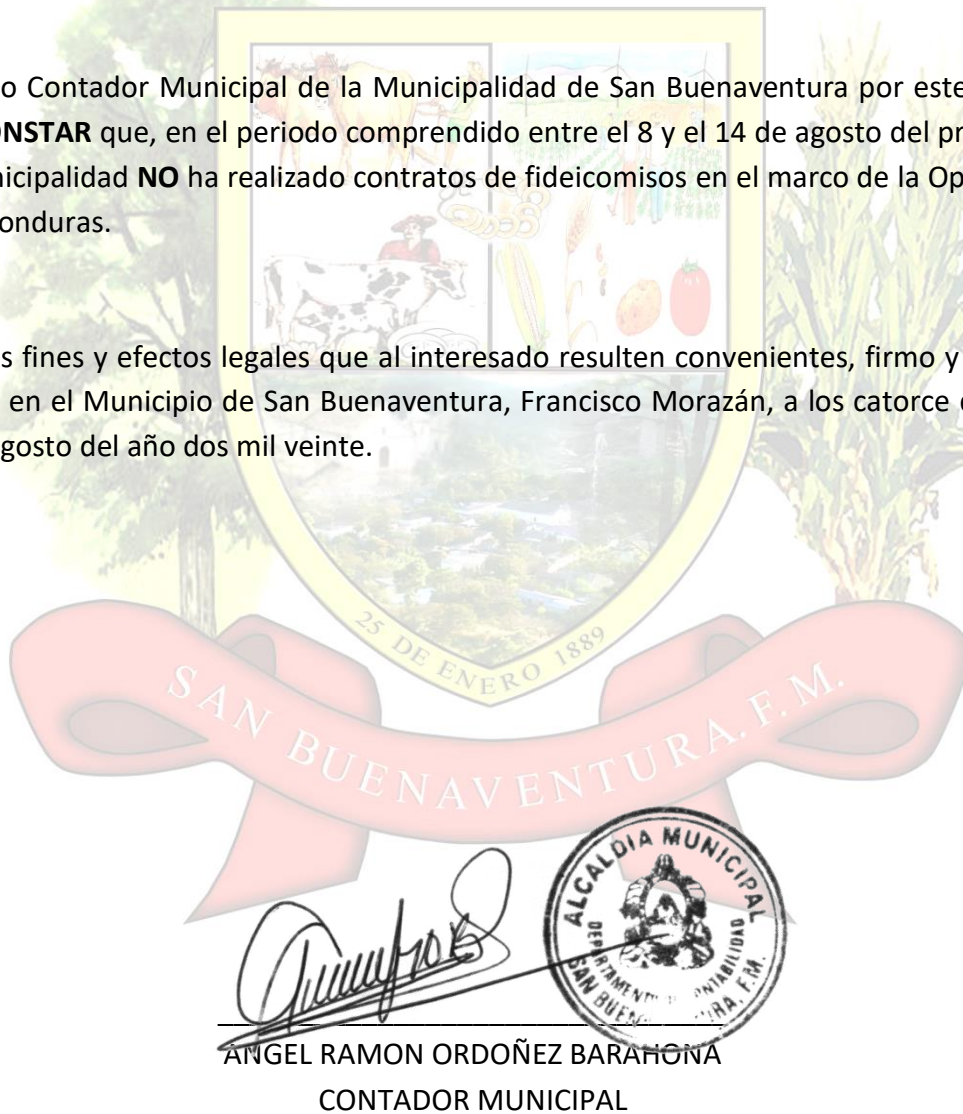 o Contador Municipal de la Municipalidad de San Buenaventura por este
NSTAR que, en el periodo comprendido entre el 8 y el 14 de agosto del pr
nicipalidad NO ha realizado contratos de fideicomisos en el marco de la Op
onduras.
s fines y efectos legales que al interesado resulten convenientes, firmo y
en el Municipio de San Buenaventura, Francisco Morazán, a los catorce
gosto del año dos mil veinte.
25 DE ENERO 1889
SAN BUENAVENTURA. F. M.
ALCALDIA MUNICIPAL
SAN BUEN
RA, F.M.
ANGEL RAMON ORDOÑEZ BARAHONA
CONTADOR MUNICIPAL